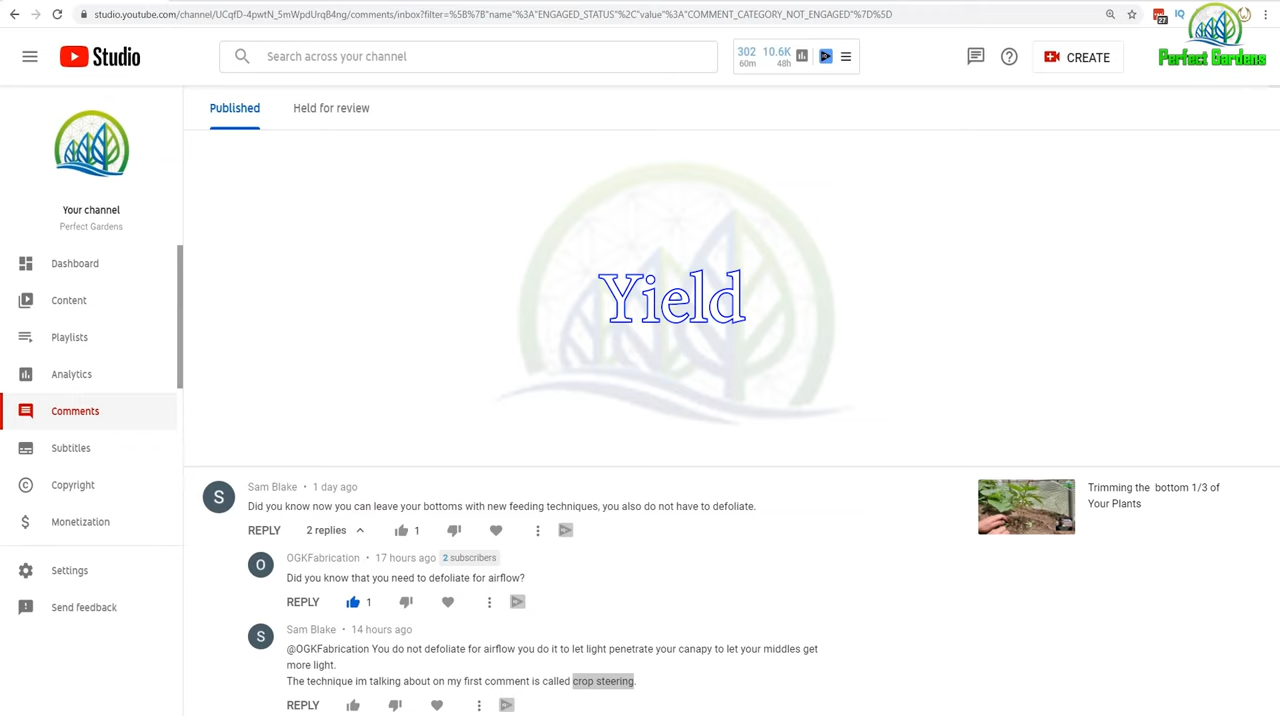 studio.youtube.com/channel/UCqfD-4pwtN_5mWpdUrqB4ng/comments/inbox?filter=%5B%7B"name"%3A"ENGAGED_STATUS"%2C"value"%3A"COMMENT_CATEGORY_NOT_ENGAGED"%7D%5D
27
IQ
Studio
Search across your channel
302 10.6K
60m 48h
CREATE
Perfect Gardens
Published
Held for review
Your channel
Perfect Gardens
Dashboard
Content
Playlists
Analytics
Comments
Subtitles
Copyright
Monetization
Settings
Send feedback
Yield
S
Sam Blake • 1 day ago
Did you know now you can leave your bottoms with new feeding techniques, you also do not have to defoliate.
REPLY 2 replies 1
Trimming the bottom 1/3 of
Your Plants
O
OGKFabrication • 17 hours ago 2 subscribers
Did you know that you need to defoliate for airflow?
REPLY 1
S
Sam Blake • 14 hours ago
@OGKFabrication You do not defoliate for airflow you do it to let light penetrate your canapy to let your middles get
more light.
The technique im talking about on my first comment is called crop steering.
REPLY